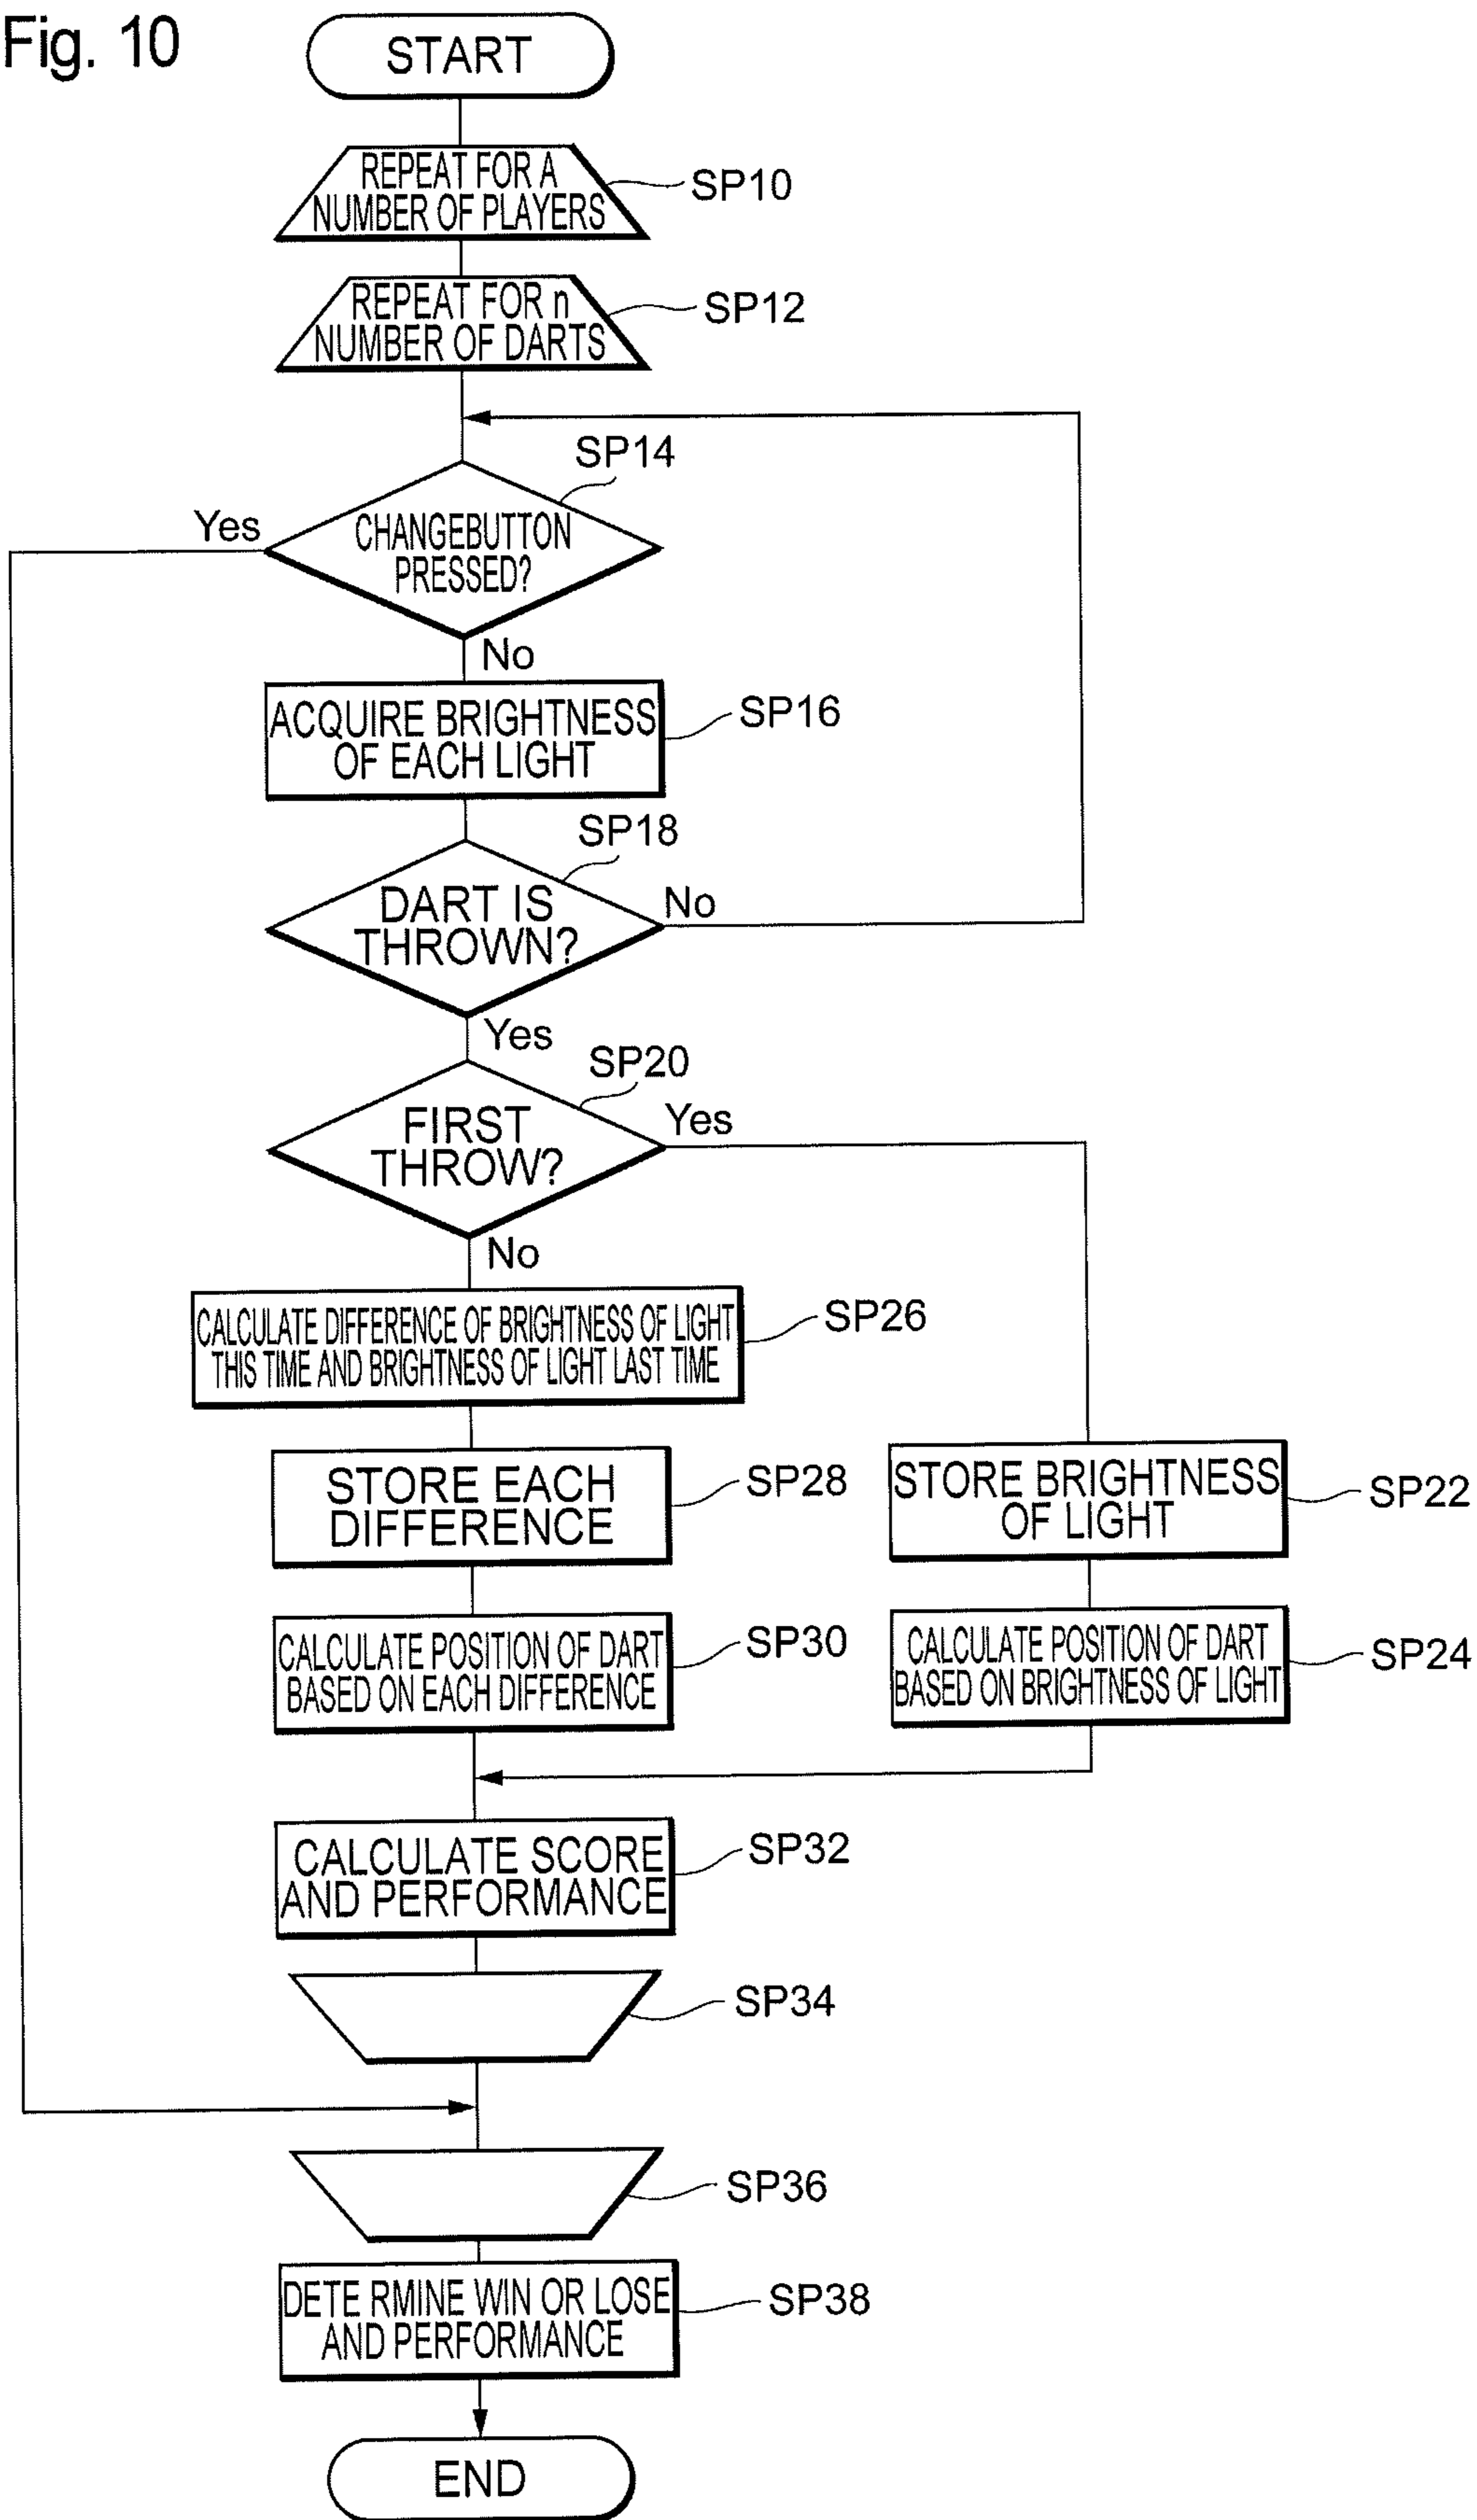 Fig. 10
START
REPEAT FOR A
NUMBER OF PLAYERS
SP10
REPEAT FOR n
NUMBER OF DARTS
SP12
SP14
Yes
CHANGEBUTTON
PRESSED?
No
ACQUIRE BRIGHTNESS
OF EACH LIGHT
SP16
SP18
DART IS
THROWN?
No
Yes
SP20
FIRST
THROW?
Yes
No
CALCULATE DIFFERENCE OF BRIGHTNESS OF LIGHT
THIS TIME AND BRIGHTNESS OF LIGHT LAST TIME
SP26
STORE EACH
DIFFERENCE
SP28
STORE BRIGHTNESS
OF LIGHT
SP22
CALCULATE POSITION OF DART
BASED ON EACH DIFFERENCE
SP30
CALCULATE POSITION OF DART
BASED ON BRIGHTNESS OF LIGHT
SP24
CALCULATE SCORE
AND PERFORMANCE
SP32
SP34
SP36
DETE RMINE WIN OR LOSE
AND PERFORMANCE
SP38
END